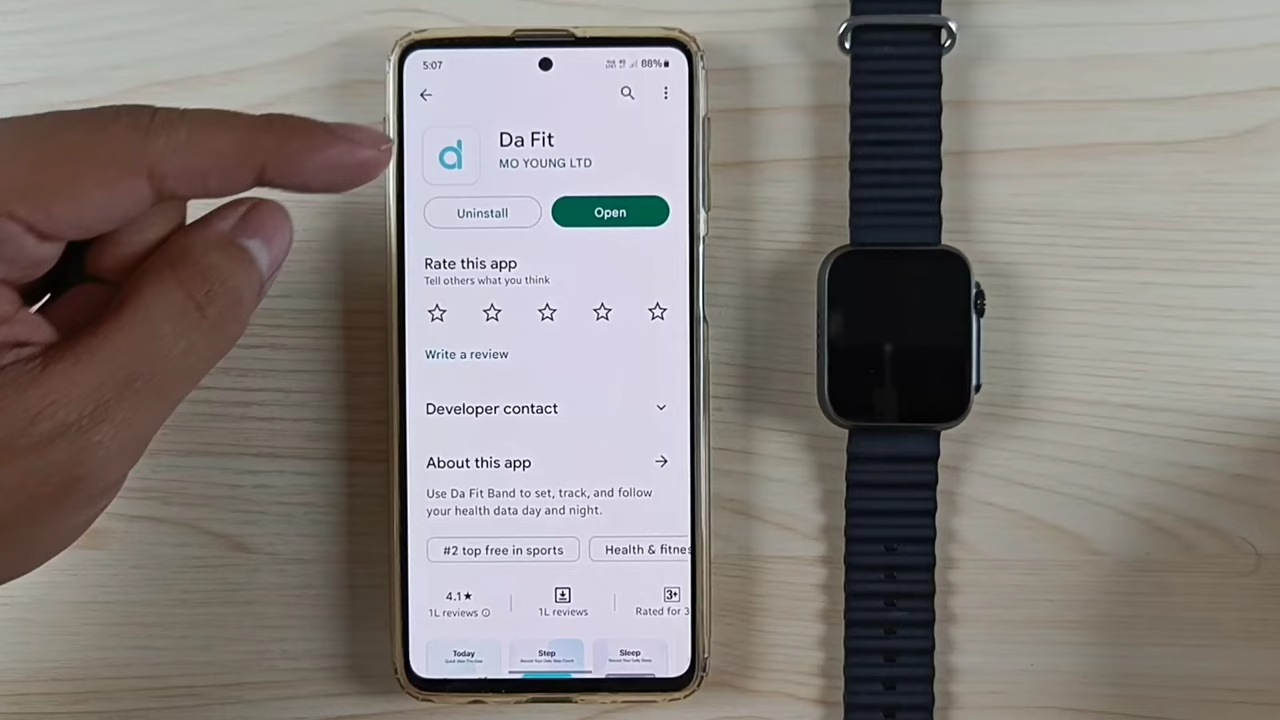 5:07
88%
Da Fit
MO YOUNG LTD
Uninstall
Open
Rate this app
Tell others what you think
Write a review
Developer contact
About this app
Use Da Fit Band to set, track, and follow
your health data day and night.
#2 top free in sports
Health & fitnes
4.1★
1L reviews
1L reviews
3+
Rated for 3
Today
Step
Sleep